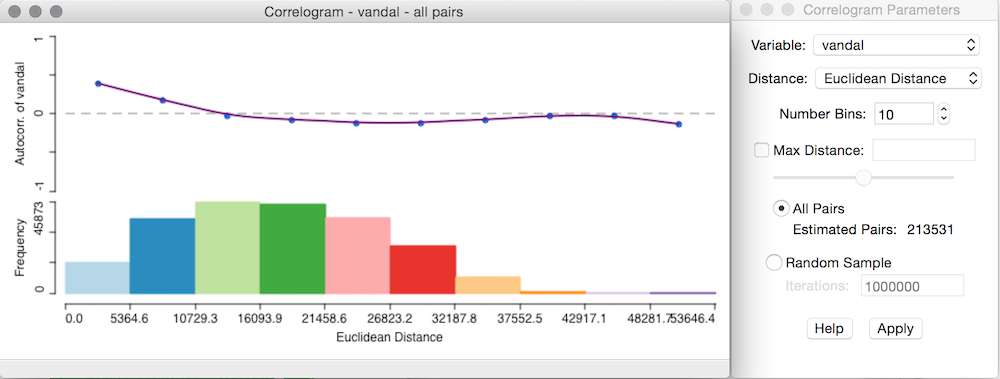 Correlogram - vandal - all pairs
1
0
-1
Autocorr. of vandal
45873
0
Frequency
0.0 5364.6 10729.3 16093.9 21458.6 26823.2 32187.8 37552.5 42917.1 48281.7 53646.4
Euclidean Distance
Correlogram Parameters
Variable: vandal
Distance: Euclidean Distance
Number Bins: 10
Max Distance:
All Pairs
Estimated Pairs: 213531
Random Sample
Iterations: 1000000
Help Apply